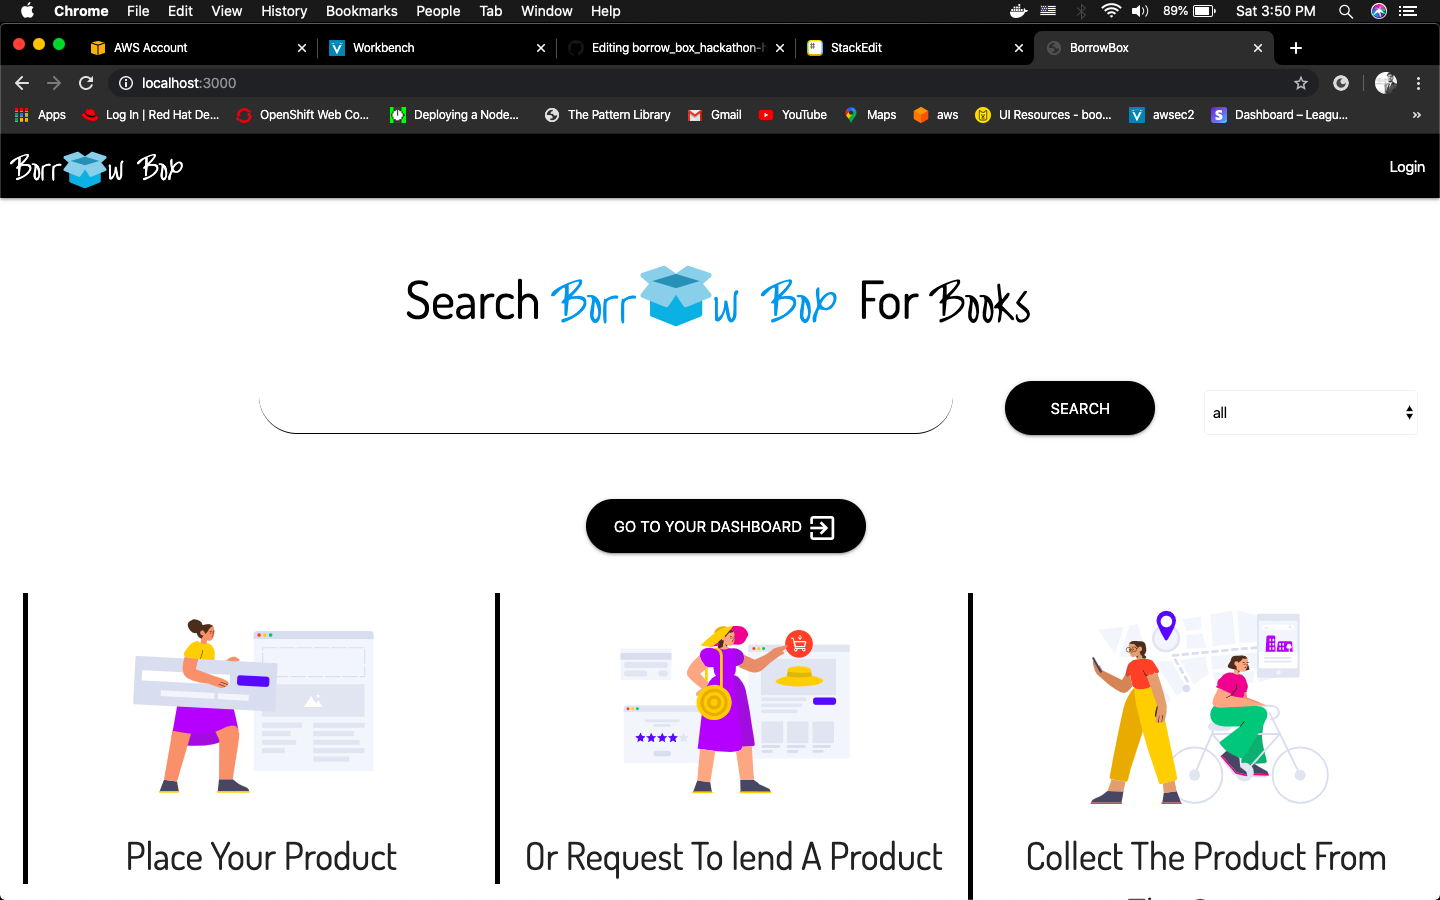 Chrome File Edit View History Bookmarks People Tab Window Help 89% Sat 3:50 PM
AWS Account Workbench Editing borrow_box_hackathon-h StackEdit BorrowBox
localhost:3000
Apps Log In | Red Hat De... OpenShift Web Co... Deploying a Node... The Pattern Library Gmail YouTube Maps aws UI Resources - boo... awsec2 Dashboard – Leagu...
Borr w Box Login
Search Borr w Box For Books
SEARCH all
GO TO YOUR DASHBOARD
Place Your Product Or Request To lend A Product Collect The Product From